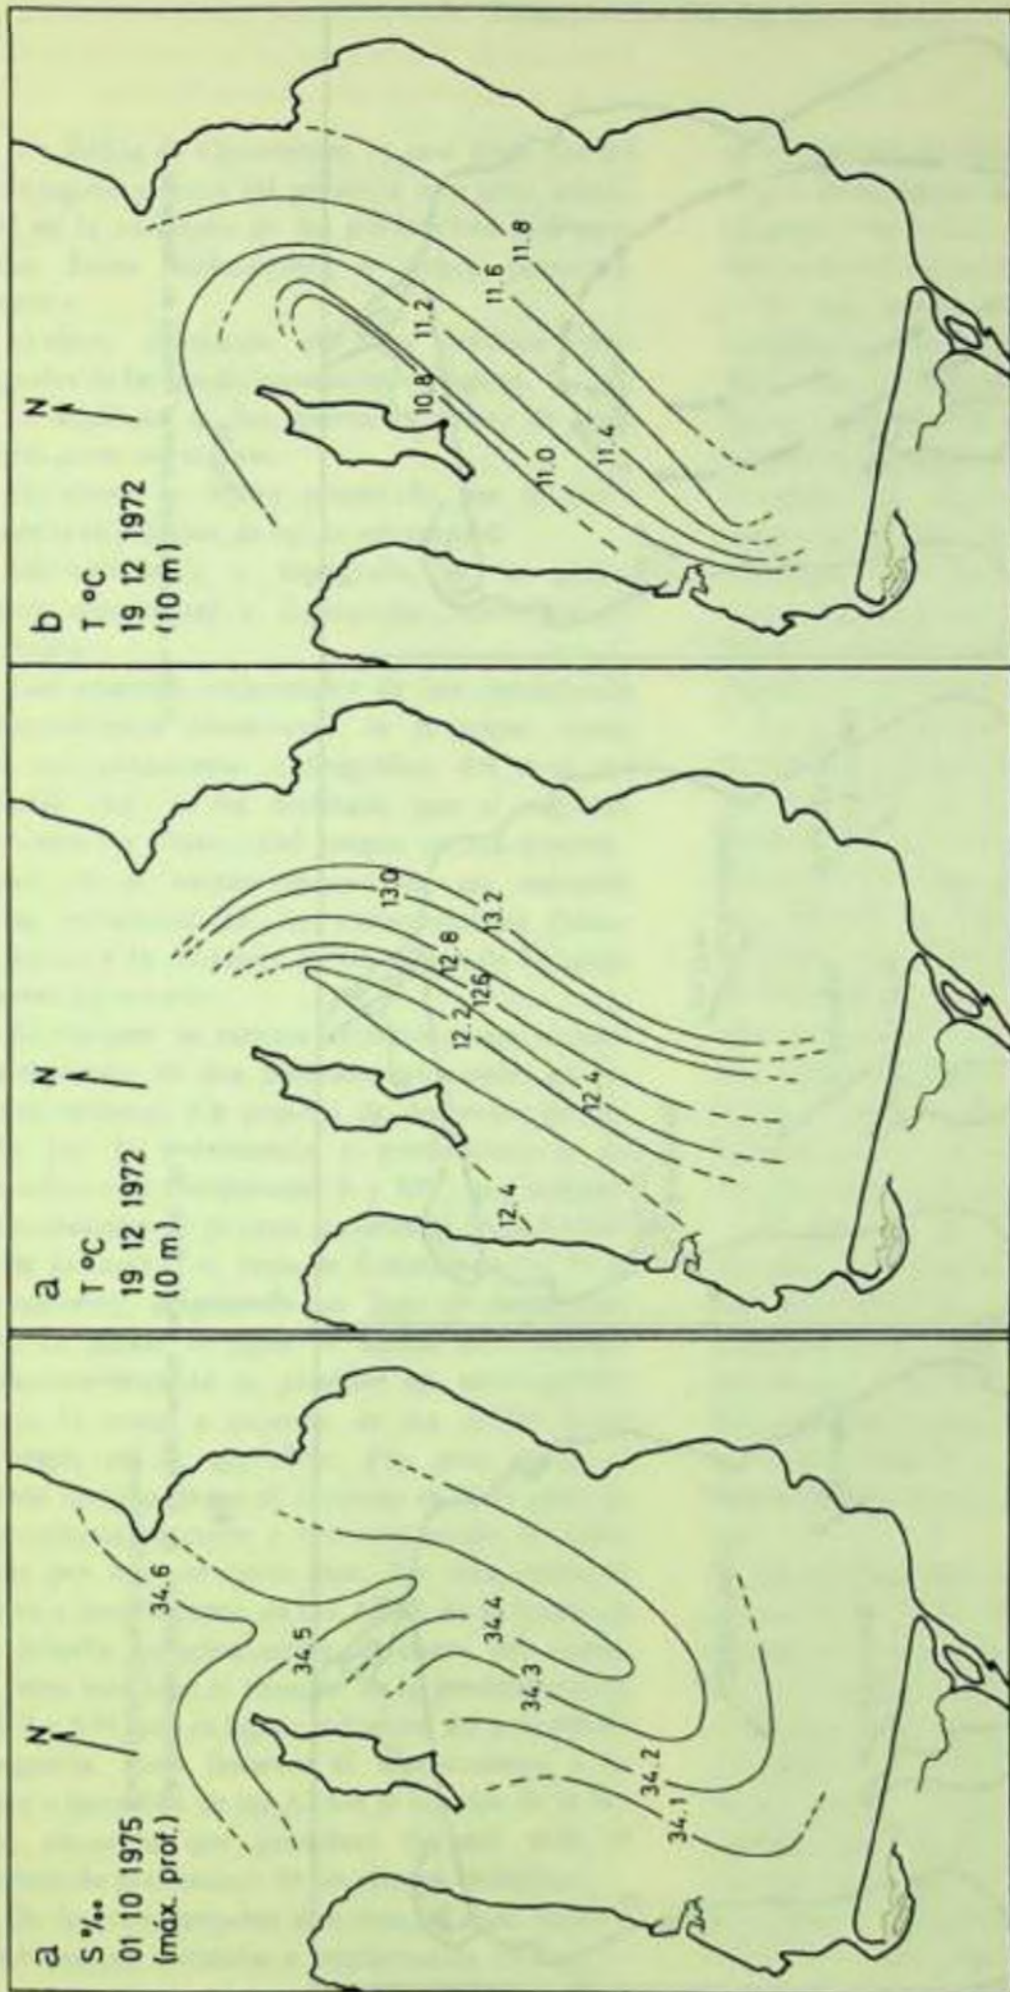 a
S ‰
01 10 1975
(máx. prof.)
N
34.6
34.5
34.4
34.3
34.2
34.1
a
T °C
19 12 1972
(0 m)
N
13.0
13.2
12.8
12.6
12.2
12.4
12.4
b
T °C
19 12 1972
(10 m)
N
11.8
11.6
11.2
10.8
11.4
11.0